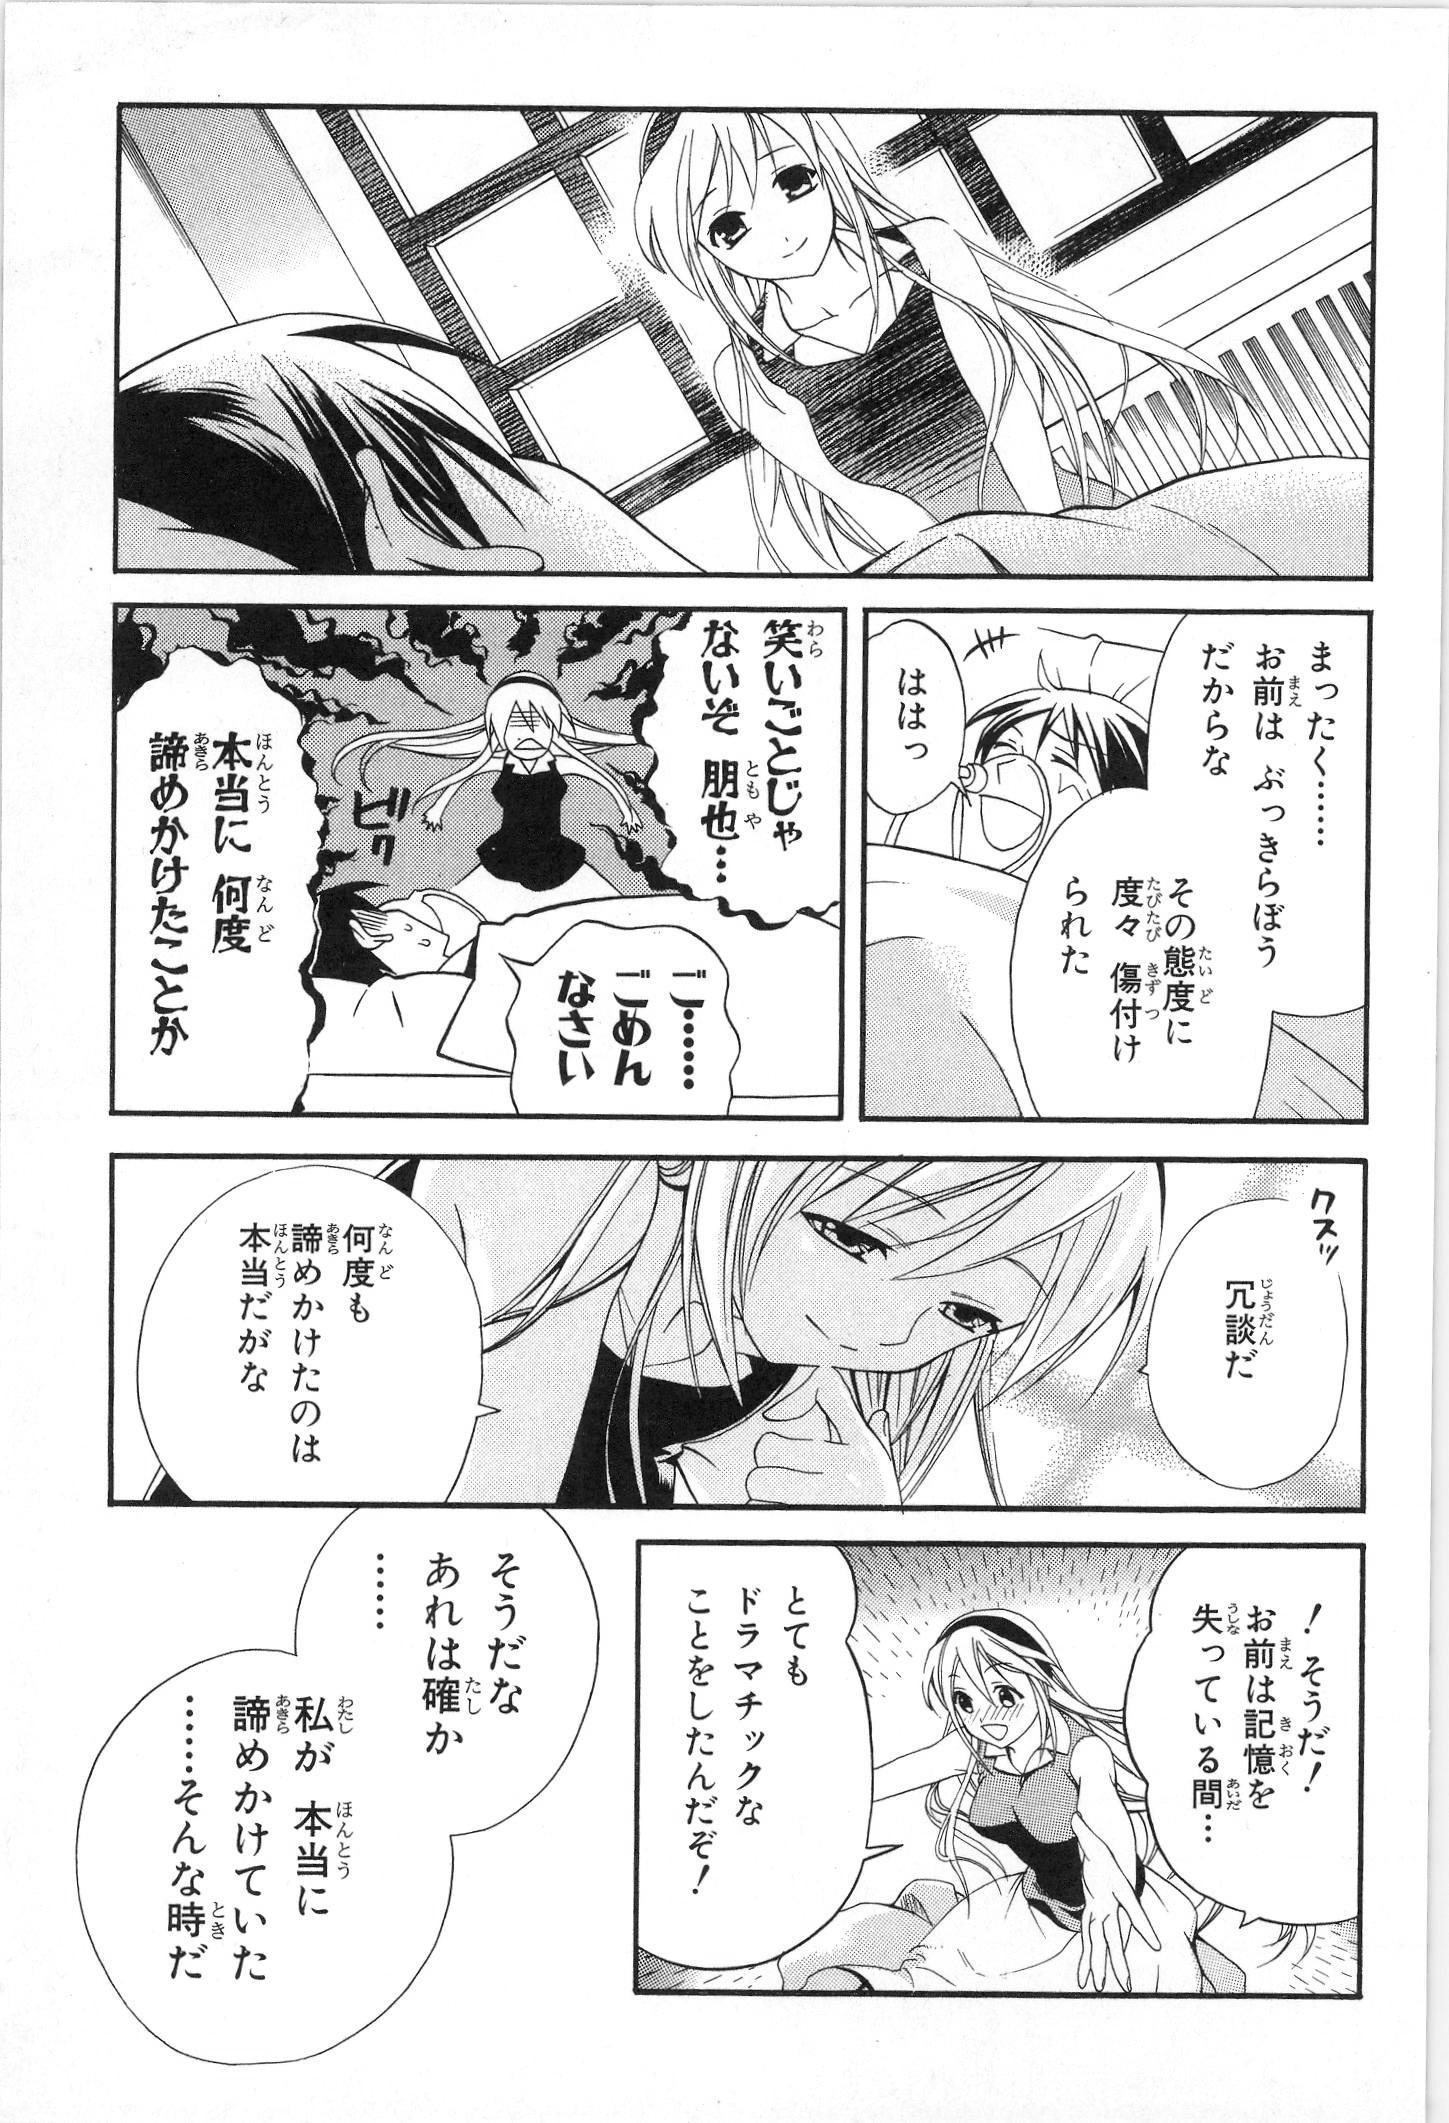 まったく……
お前は ぶっきらぼう
だからな
その態度に
度々 傷付け
られた
ははっ
笑いごとじゃ
ないぞ 朋也…
ビク
ご……
ごめん
なさい
本当に 何度
諦めかけたことか
クスッ
冗談だ
何度も
諦めかけたのは
本当だがな
！そうだ！
お前は記憶を
失っている間…
とても
ドラマチックな
ことをしたんだぞ！
そうだな
あれは確か
……
私が 本当に
諦めかけていた
……そんな時だ